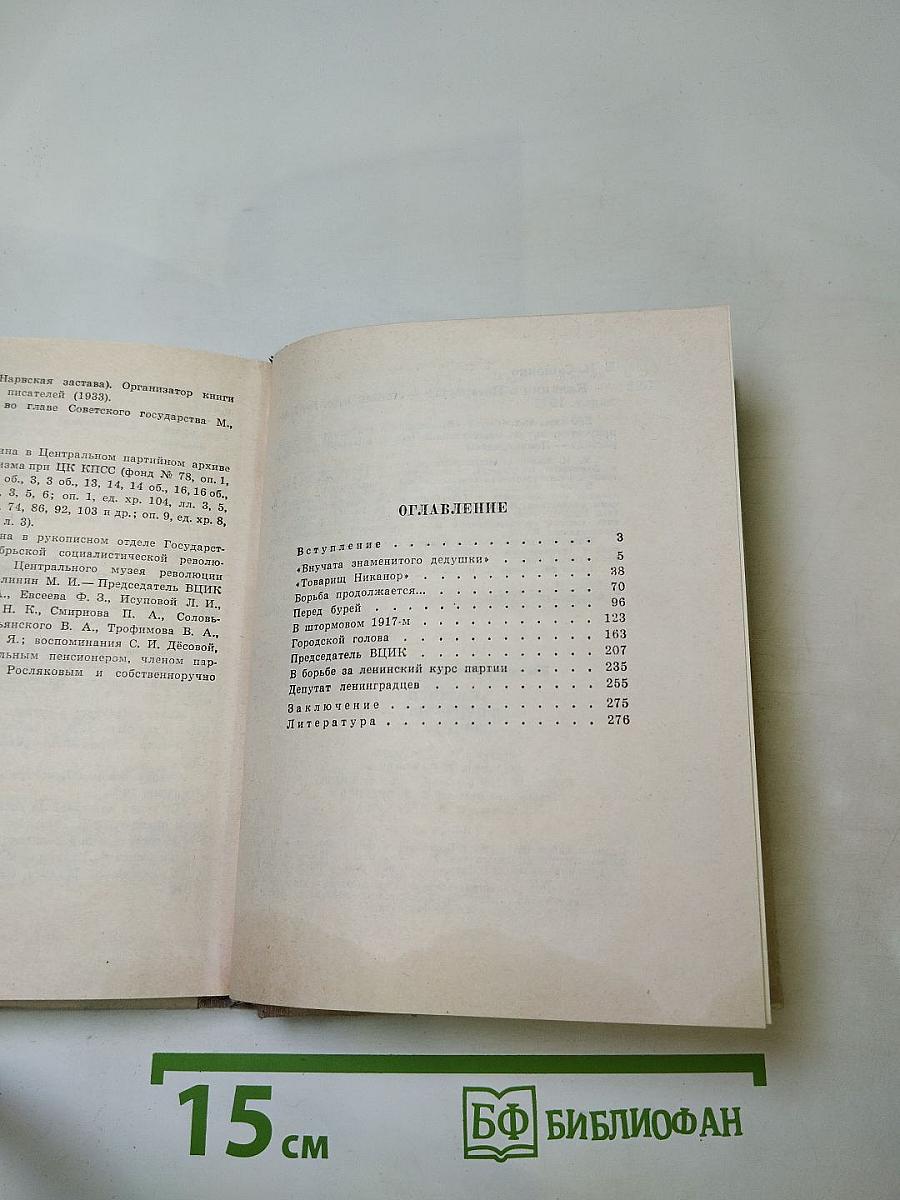 Нарвская застава). Организатор книги
писателей (1933).
во главе Советского государства М.,
ина в Центральном партийном архиве
изма при ЦК КПСС (фонд № 78, оп. 1,
об., 3, 3 об., 13, 14, 14 об., 16, 16 об.,
, 3, 5, 6; оп. 1, ед. хр. 104, лл. 3, 5,
74, 86, 92, 103 и др.; оп. 9, ед. хр. 8,
л. 3).
на в рукописном отделе Государст-
брьской социалистической револю-
Центрального музея революции
линин М. И.— Председатель ВЦИК
А., Евсеева Ф. З., Исуповой Л. И.,
Н. К., Смирнова П. А., Соловь-
ьянского В. А., Трофимова В. А.,
Я.; воспоминания С. И. Дёсовой,
льным пенсионером, членом пар-
Росляковым и собственноручно
ОГЛАВЛЕНИЕ
Вступление . . . . . . . . . . . . . 3
«Внучата знаменитого дедушки» . . . . . . 5
«Товарищ Никанор» . . . . . . . . . . . 38
Борьба продолжается... . . . . . . . . . . 70
Перед бурей . . . . . . . . . . . . . 96
В штормовом 1917-м . . . . . . . . . . . 123
Городской голова . . . . . . . . . . . . 163
Председатель ВЦИК . . . . . . . . . . . 207
В борьбе за ленинский курс партии . . . . . 235
Депутат ленинградцев . . . . . . . . . . 255
Заключение . . . . . . . . . . . . . 275
Литература . . . . . . . . . . . . . 276
15 см
БФ БИБЛИОФАН